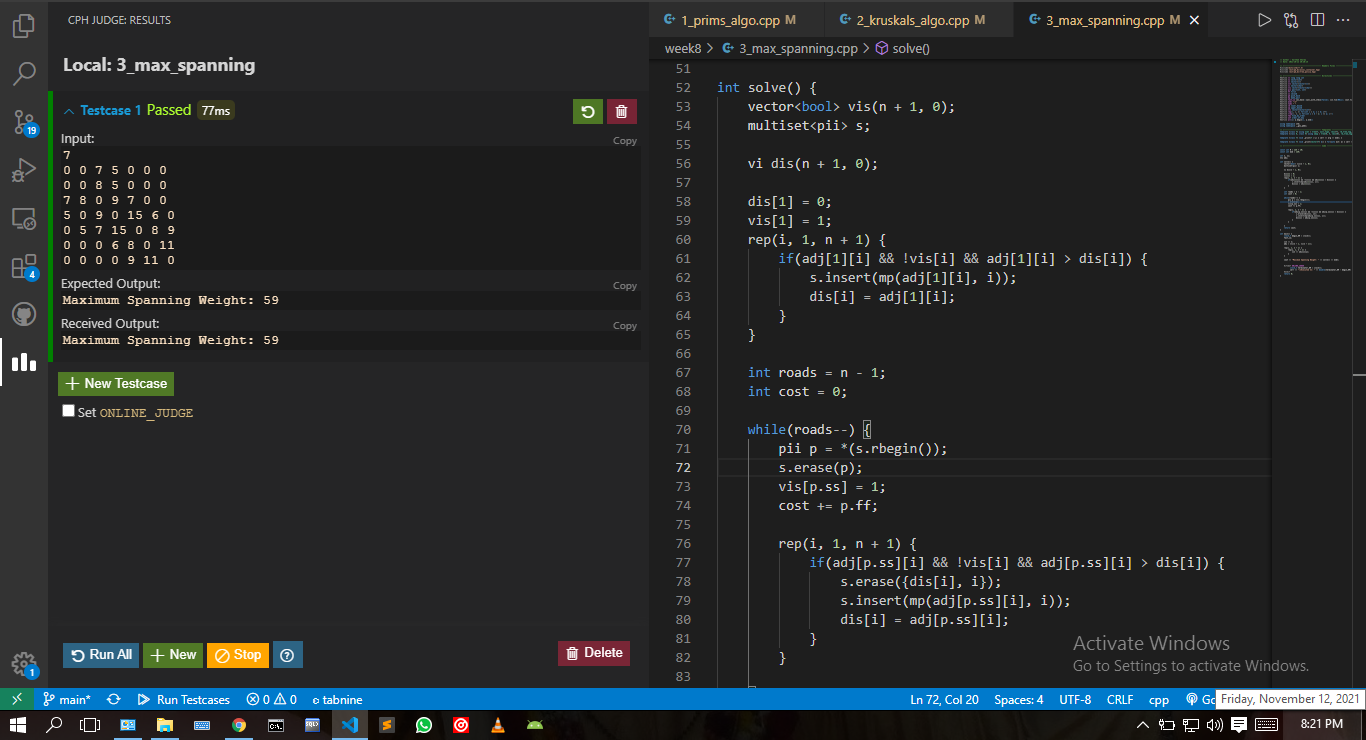 CPH JUDGE: RESULTS
Local: 3_max_spanning
Testcase 1 Passed 77ms
Input:
Copy
7
0 0 7 5 0 0 0
0 0 8 5 0 0 0
7 8 0 9 7 0 0
5 0 9 0 15 6 0
0 5 7 15 0 8 9
0 0 0 6 8 0 11
0 0 0 0 9 11 0
Expected Output:
Copy
Maximum Spanning Weight: 59
Received Output:
Copy
Maximum Spanning Weight: 59
New Testcase
Set ONLINE_JUDGE
Run All
New
Stop
Delete
19
4
1
1_prims_algo.cpp M
2_kruskals_algo.cpp M
3_max_spanning.cpp M
week8 > 3_max_spanning.cpp > solve()
51
52 int solve() {
53 vector<bool> vis(n + 1, 0);
54 multiset<pii> s;
55
56 vi dis(n + 1, 0);
57
58 dis[1] = 0;
59 vis[1] = 1;
60 rep(i, 1, n + 1) {
61 if(adj[1][i] && !vis[i] && adj[1][i] > dis[i]) {
62 s.insert(mp(adj[1][i], i));
63 dis[i] = adj[1][i];
64 }
65 }
66
67 int roads = n - 1;
68 int cost = 0;
69
70 while(roads--) {
71 pii p = *(s.rbegin());
72 s.erase(p);
73 vis[p.ss] = 1;
74 cost += p.ff;
75
76 rep(i, 1, n + 1) {
77 if(adj[p.ss][i] && !vis[i] && adj[p.ss][i] > dis[i]) {
78 s.erase({dis[i], i});
79 s.insert(mp(adj[p.ss][i], i));
80 dis[i] = adj[p.ss][i];
81 }
82 }
83
Activate Windows
Go to Settings to activate Windows.
main*
Run Testcases
0
0
tabnine
Ln 72, Col 20
Spaces: 4
UTF-8
CRLF
cpp
Friday, November 12, 2021
SQL
8:21 PM